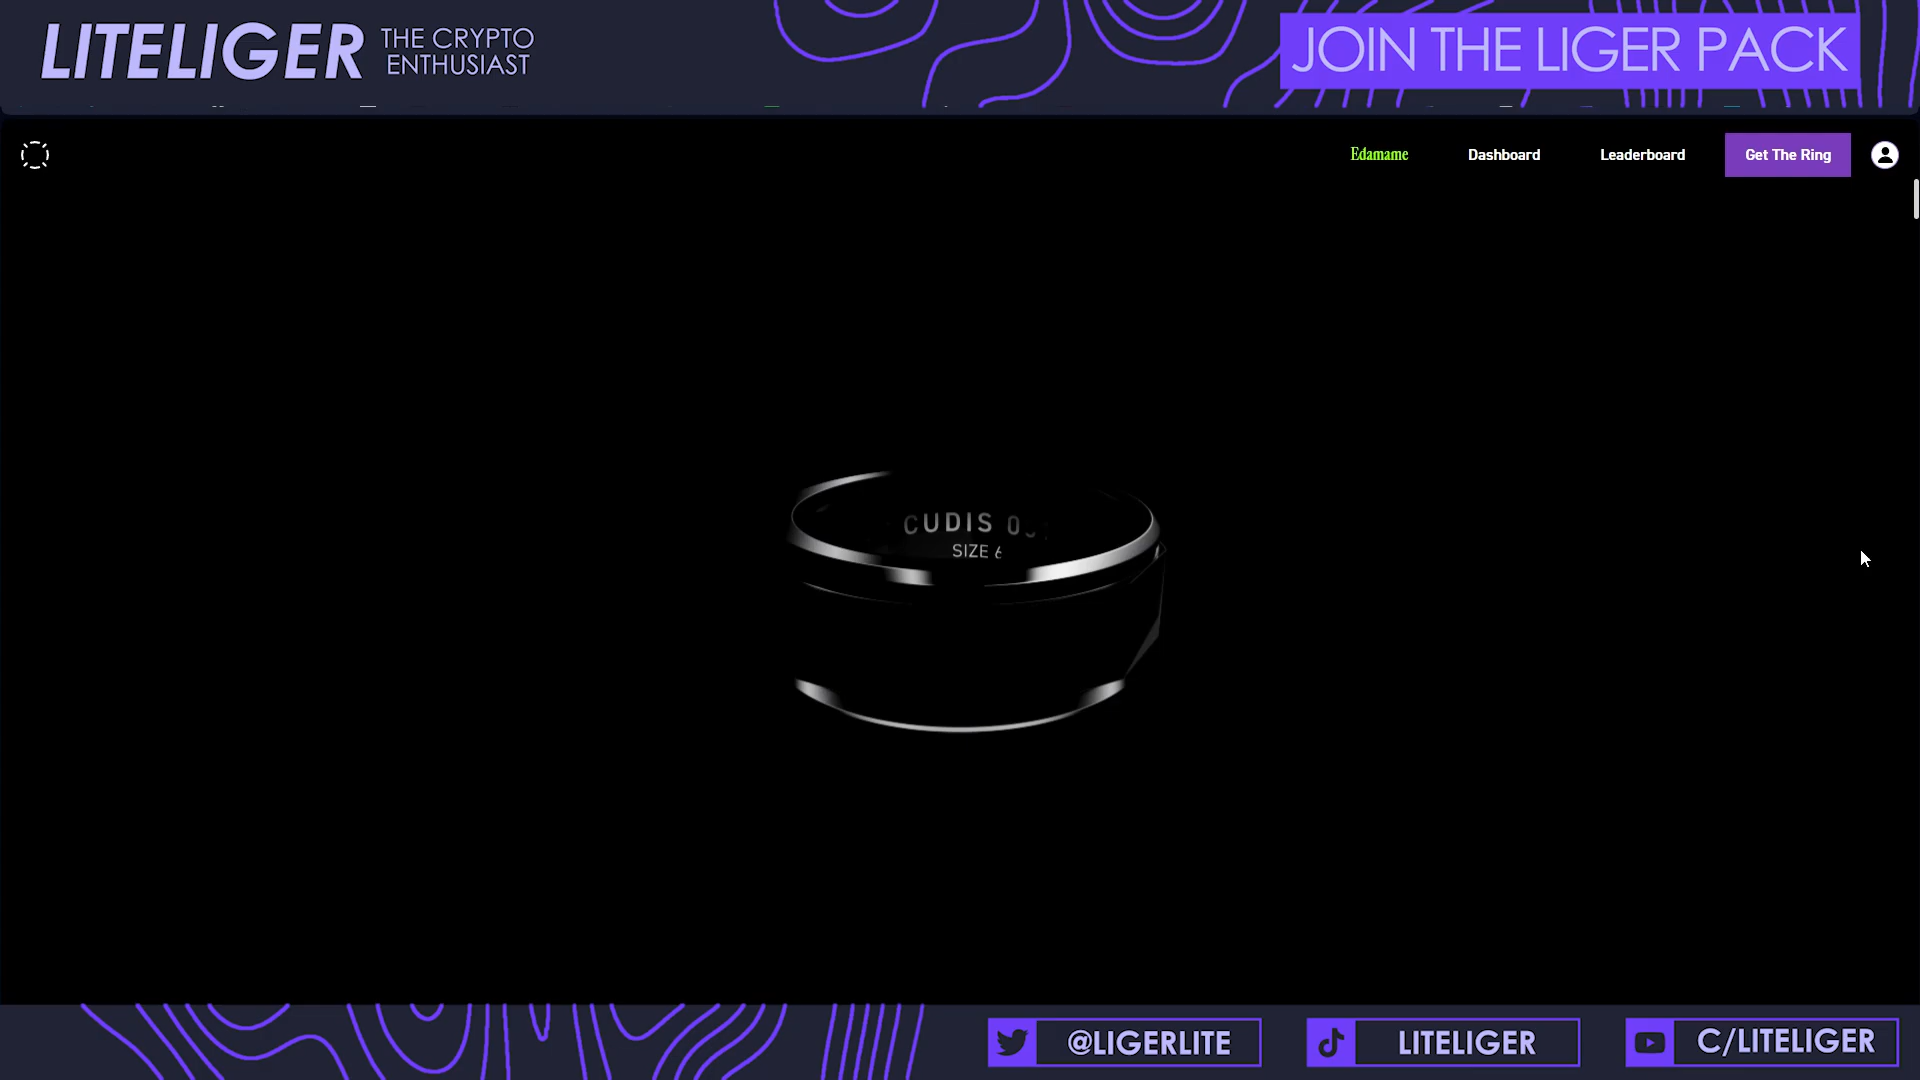 LITELIGER
THE CRYPTO
ENTHUSIAST
JOIN THE LIGER PACK
Edamame
Dashboard
Leaderboard
Get The Ring
CUDIS
SIZE 6
@LIGERLITE
LITELIGER
C/LITELIGER